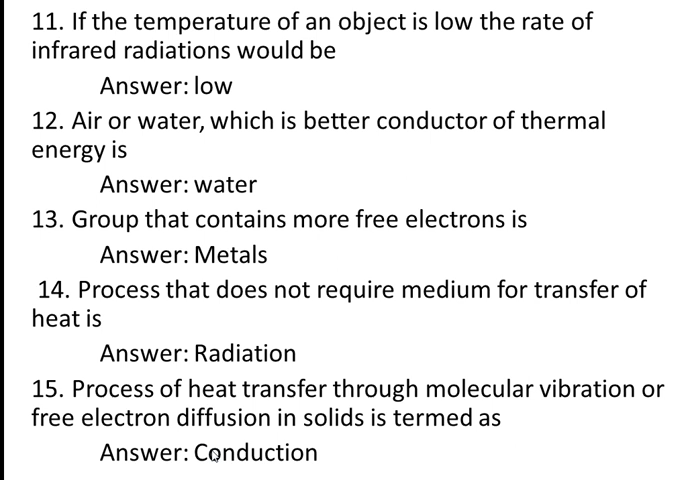 11. If the temperature of an object is low the rate of
infrared radiations would be
Answer: low
12. Air or water, which is better conductor of thermal
energy is
Answer: water
13. Group that contains more free electrons is
Answer: Metals
14. Process that does not require medium for transfer of
heat is
Answer: Radiation
15. Process of heat transfer through molecular vibration or
free electron diffusion in solids is termed as
Answer: Conduction